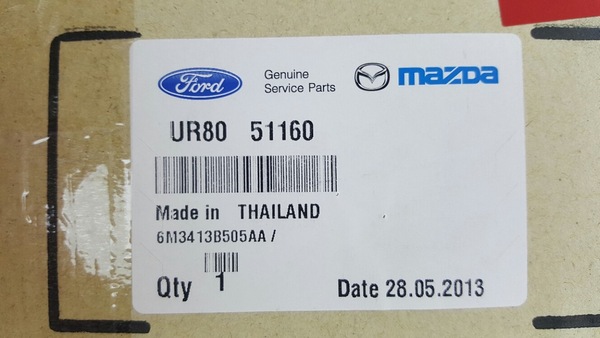 Ford Genuine Service Parts mazda
UR80 51160
Made in THAILAND
6M3413B505AA /
Qty 1 Date 28.05.2013